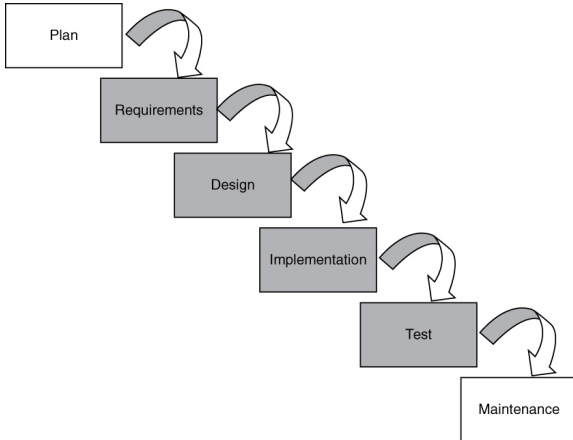 Plan
Requirements
Design
Implementation
Test
Maintenance